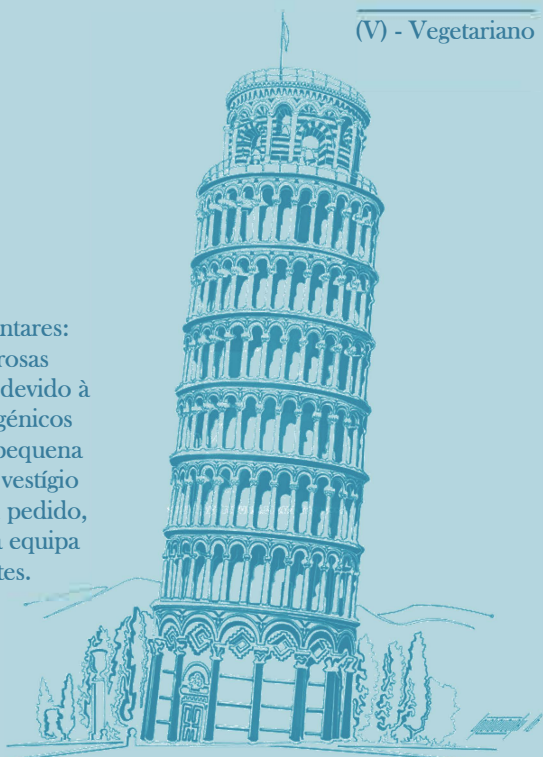 (V) - Vegetariano
ntares:
rosas
devido à
génicos
pequena
vestígio
pedido,
a equipa
tes.